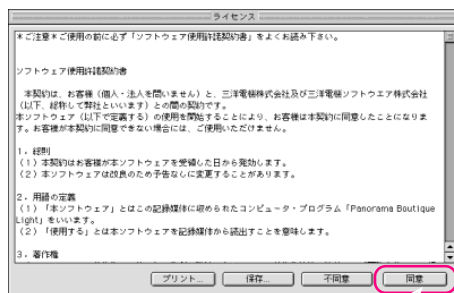 ライセンス
*ご注意*ご使用の前に必ず「ソフトウェア使用許諾契約書」をよくお読み下さい。
ソフトウェア使用許諾契約書
本契約は、お客様(個人・法人を問いません)と、三洋電機株式会社及び三洋電機ソフトウエア株式会社
(以下、総称して弊社といいます)との間の契約です。
本ソフトウェア(以下で定義する)の使用を開始することにより、お客様は本契約に同意したことになりま
す。お客様が本契約に同意できない場合には、ご使用いただけません。
1．総則
(1)本契約はお客様が本ソフトウェアを受領した日から発効します。
(2)本ソフトウェアは改良のため予告なしに変更することがあります。
2．用語の定義
(1)「本ソフトウェア」とはこの記録媒体に収められたコンピュータ・プログラム「Panorama Boutique
Light」をいいます。
(2)「使用する」とは本ソフトウェアを記録媒体から読出すことを意味します。
3．著作権
プリント...
保存...
不同意
同意